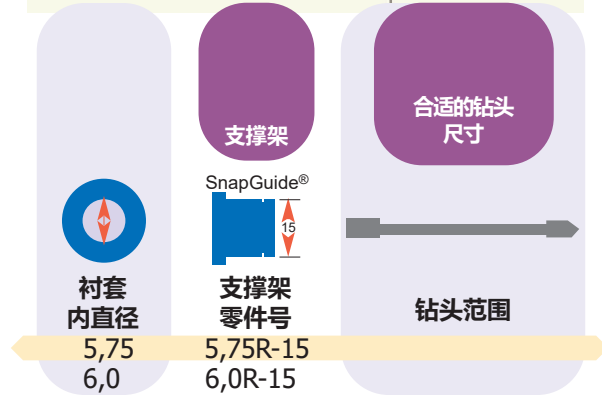 支撑架
合适的钻头
尺寸
SnapGuide®
15
衬套
内直径
支撑架
零件号
钻头范围
5,75 5,75R-15
6,0 6,0R-15